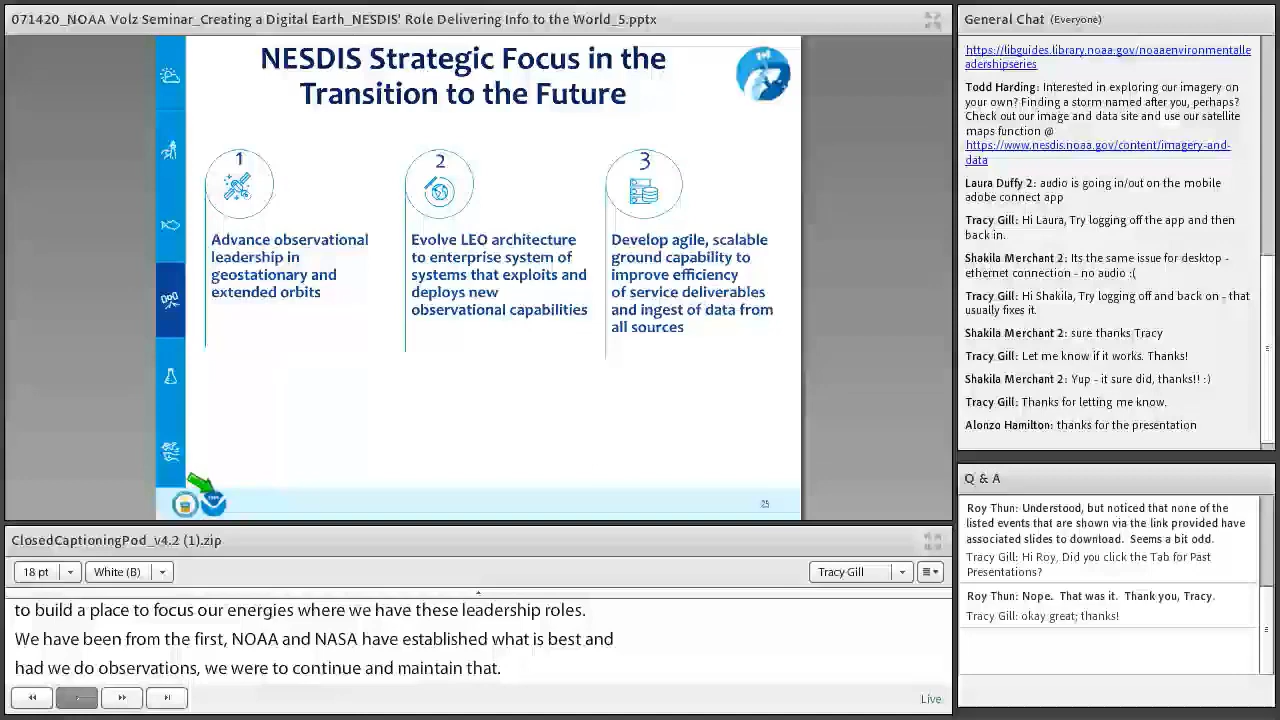 071420_NOAA Volz Seminar_Creating a Digital Earth_NESDIS' Role Delivering Info to the World_5.pptx
NESDIS Strategic Focus in the
Transition to the Future
1
Advance observational
leadership in
geostationary and
extended orbits
2
Evolve LEO architecture
to enterprise system of
systems that exploits and
deploys new
observational capabilities
3
Develop agile, scalable
ground capability to
improve efficiency
of service deliverables
and ingest of data from
all sources
25
ClosedCaptioningPod_v4.2 (1).zip
18 pt
White (B)
Tracy Gill
to build a place to focus our energies where we have these leadership roles.
We have been from the first, NOAA and NASA have established what is best and
had we do observations, we were to continue and maintain that.
Live
General Chat (Everyone)
https://libguides.library.noaa.gov/noaaenvironmentalle
adershipseries
Todd Harding: Interested in exploring our imagery on
your own? Finding a storm named after you, perhaps?
Check out our image and data site and use our satellite
maps function @
https://www.nesdis.noaa.gov/content/imagery-and-
data
Laura Duffy 2: audio is going in/out on the mobile
adobe connect app
Tracy Gill: Hi Laura, Try logging off the app and then
back in.
Shakila Merchant 2: Its the same issue for desktop -
ethernet connection - no audio :(
Tracy Gill: Hi Shakila, Try logging off and back on - that
usually fixes it.
Shakila Merchant 2: sure thanks Tracy
Tracy Gill: Let me know if it works. Thanks!
Shakila Merchant 2: Yup - it sure did, thanks!! :)
Tracy Gill: Thanks for letting me know.
Alonzo Hamilton: thanks for the presentation
Q & A
Roy Thun: Understood, but noticed that none of the
listed events that are shown via the link provided have
associated slides to download. Seems a bit odd.
Tracy Gill: Hi Roy, Did you click the Tab for Past
Presentations?
Roy Thun: Nope. That was it. Thank you, Tracy.
Tracy Gill: okay great; thanks!